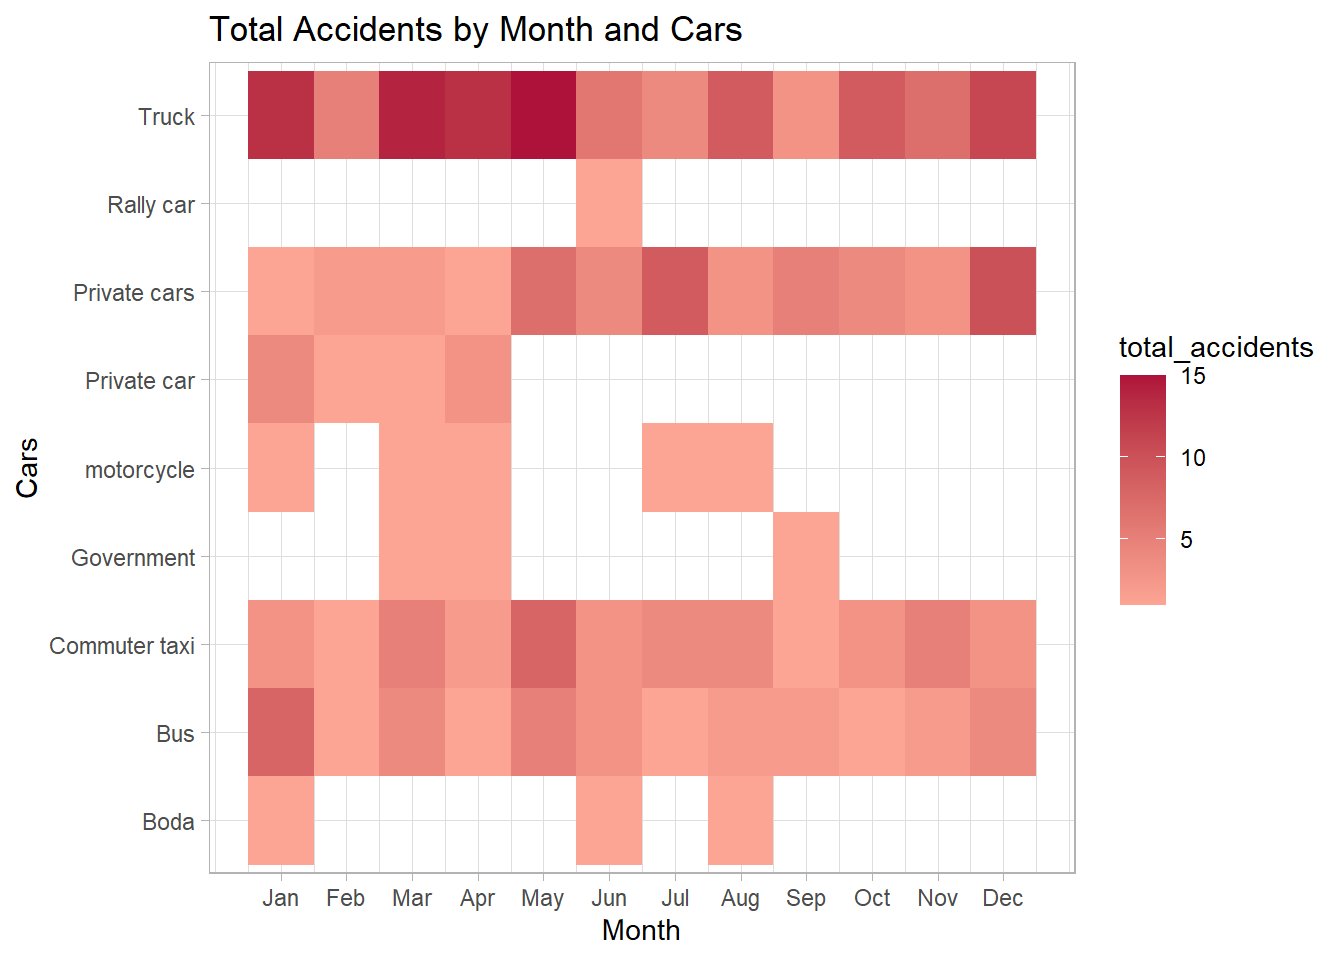 Total Accidents by Month and Cars
Truck
Rally car
Private cars
Private car
motorcycle
Government
Commuter taxi
Bus
Boda
Cars
Jan Feb Mar Apr May Jun Jul Aug Sep Oct Nov Dec
Month
total_accidents
15
10
5